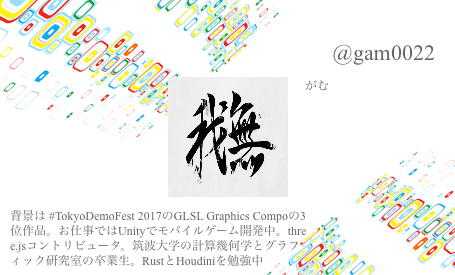 @gam0022
がむ
我無
背景は #TokyoDemoFest 2017のGLSL Graphics Compoの3
位作品。お仕事ではUnityでモバイルゲーム開発中。thre
e.jsコントリビュータ。筑波大学の計算幾何学とグラフ
ィック研究室の卒業生。RustとHoudiniを勉強中